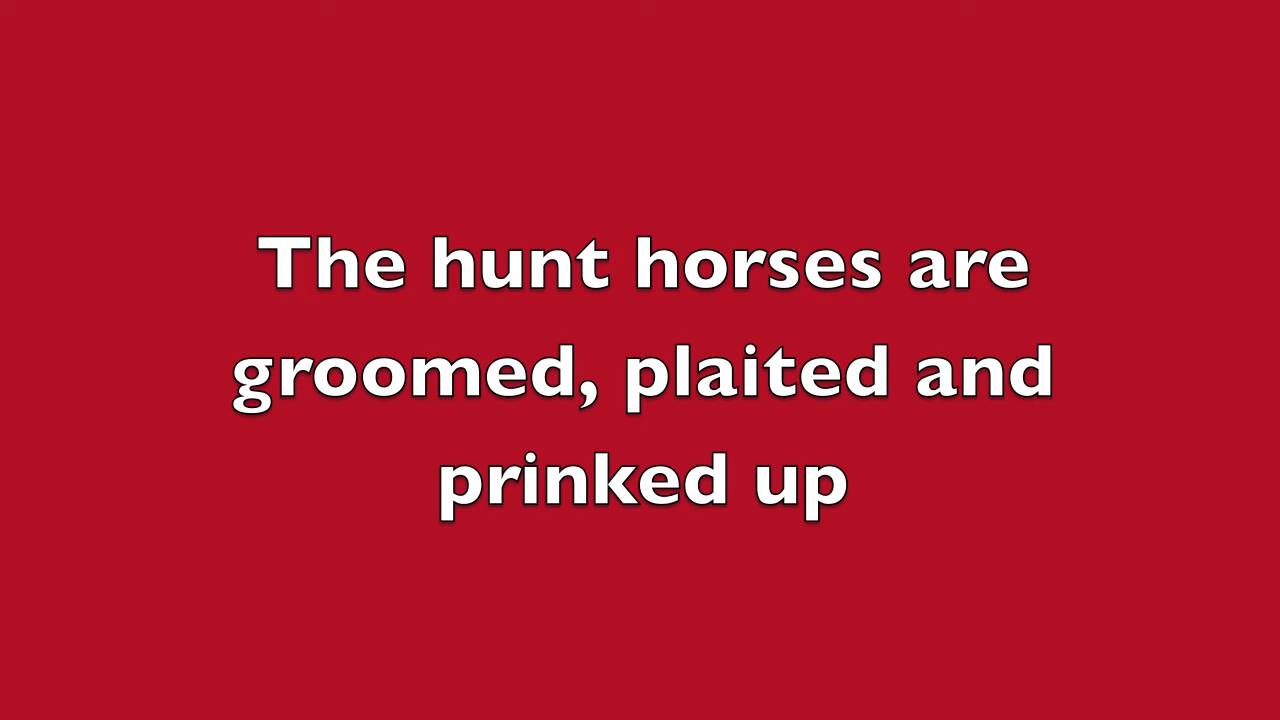 The hunt horses are
groomed, plaited and
prinked up